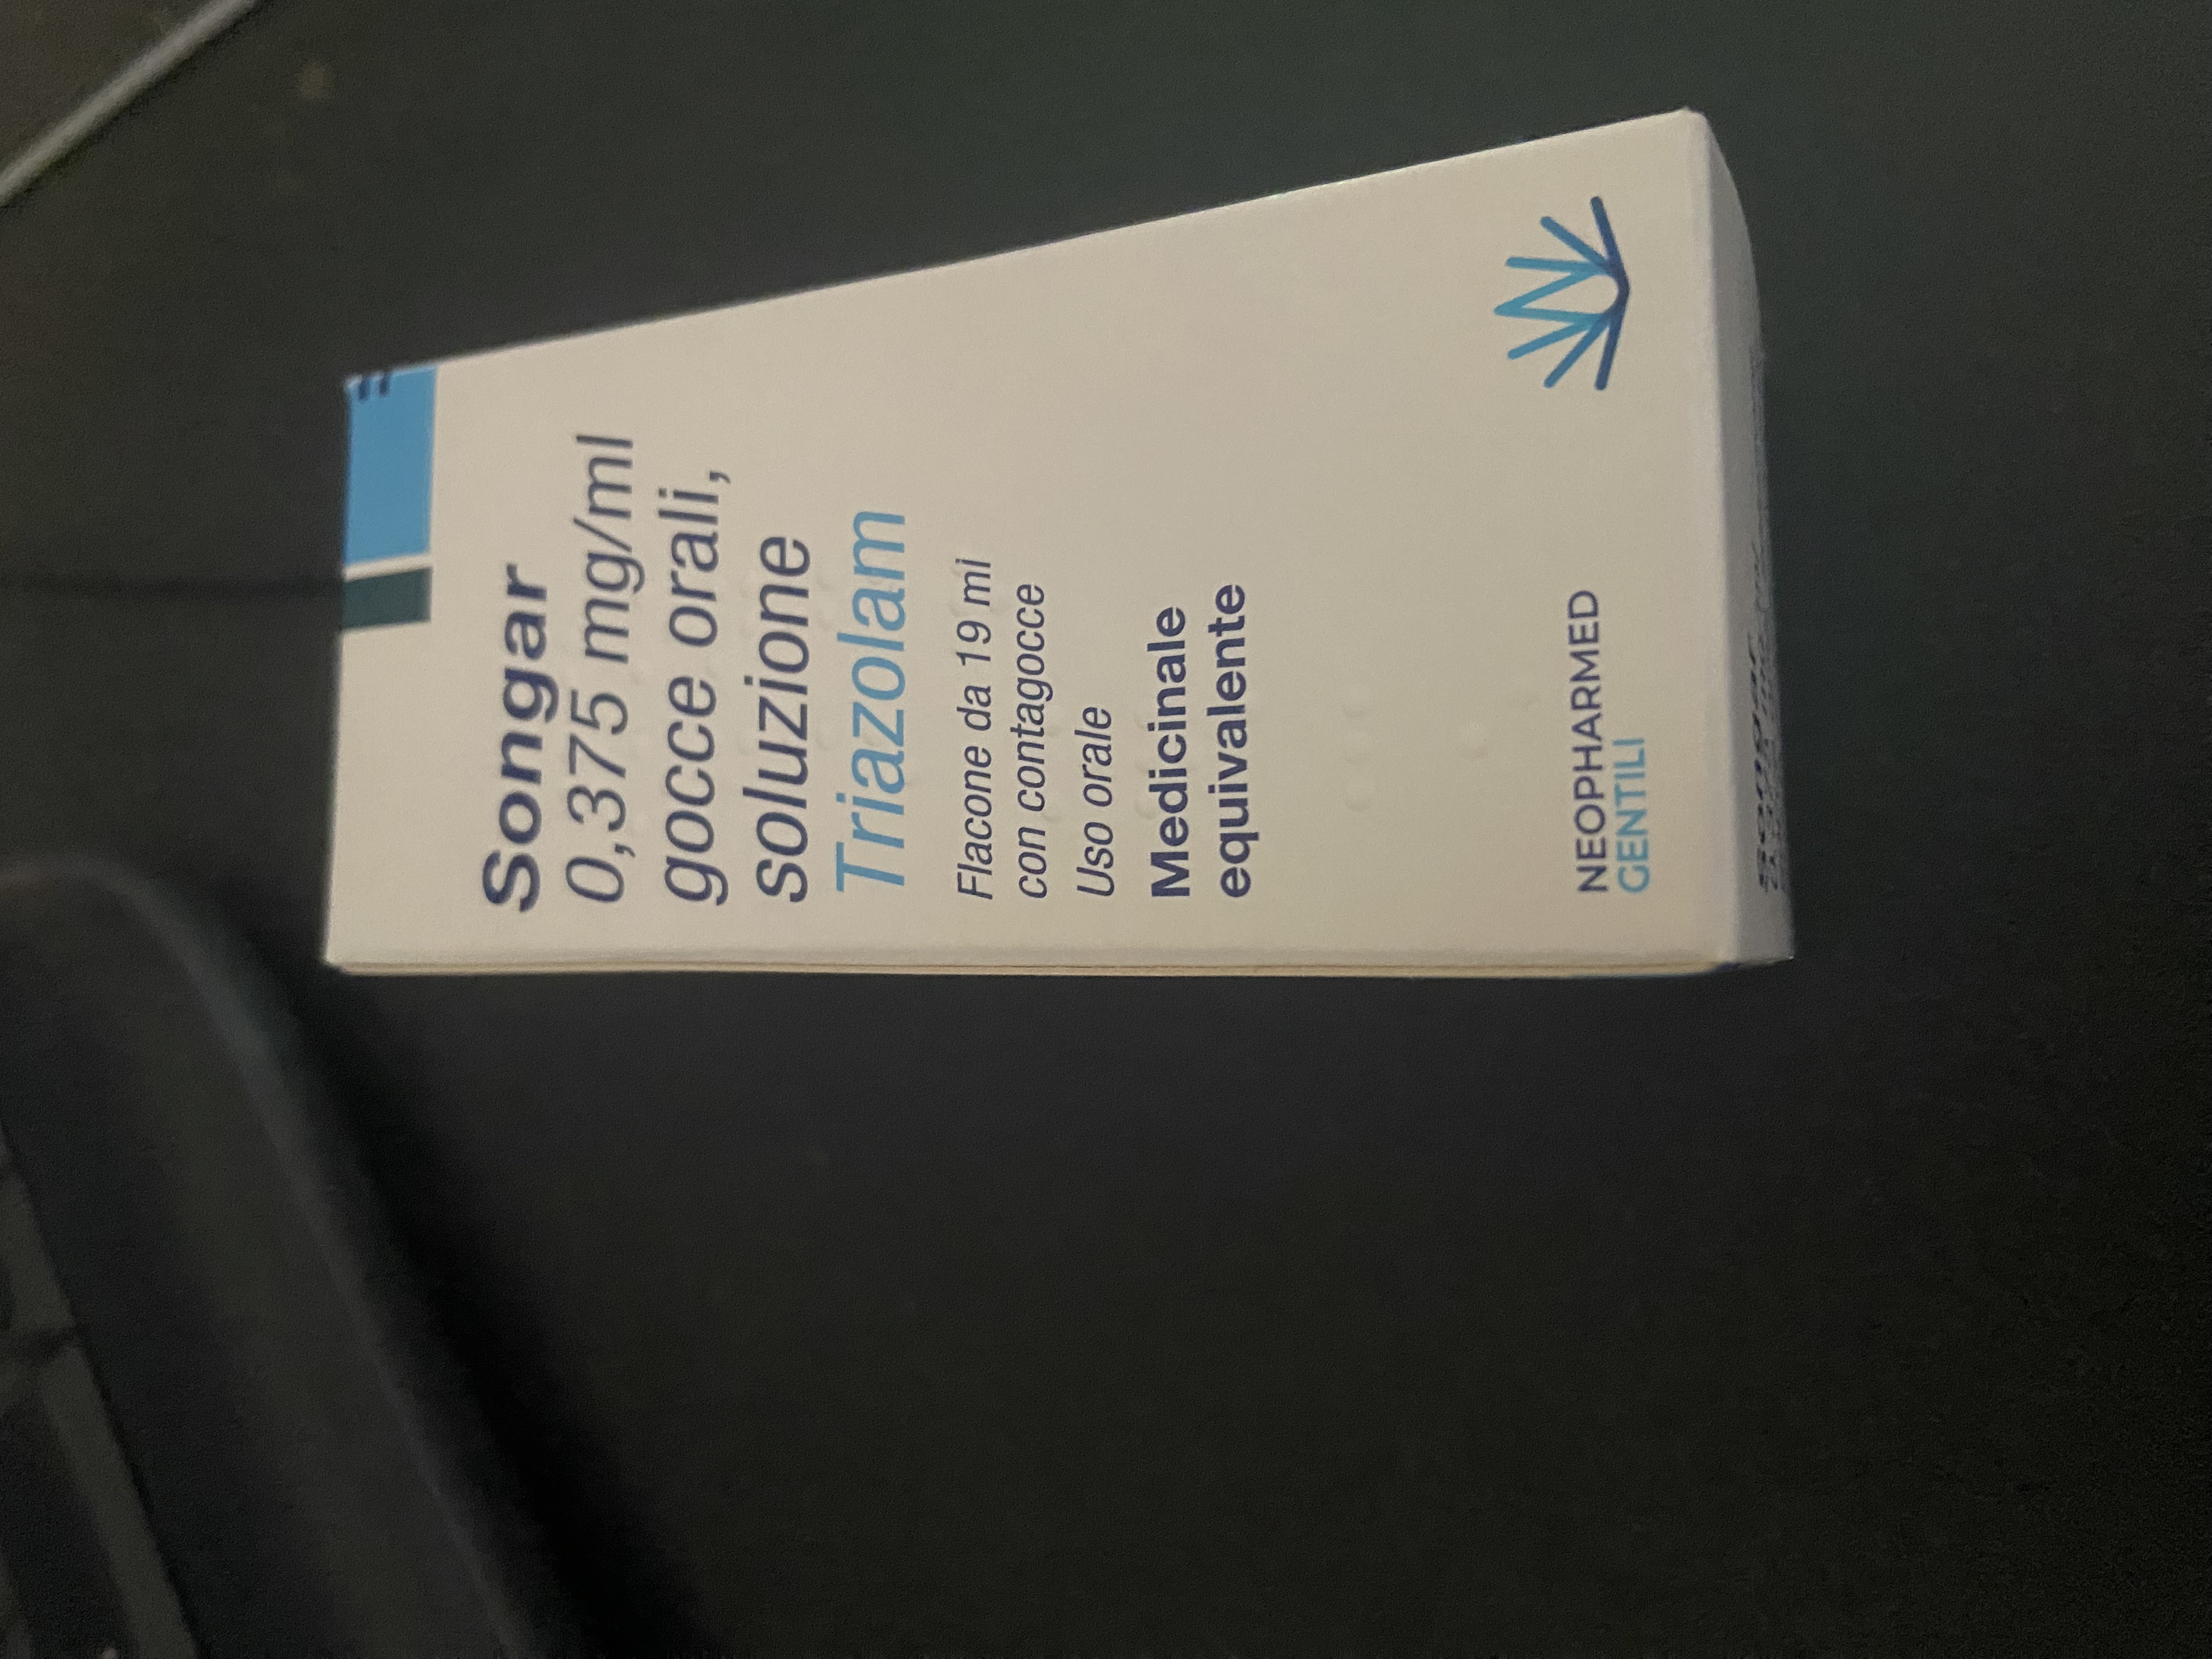 Songar
0,375 mg/ml
gocce orali,
soluzione
Triazolam
Flacone da 19 ml
con contagocce
Uso orale
Medicinale
equivalente
NEOPHARMED
GENTILI